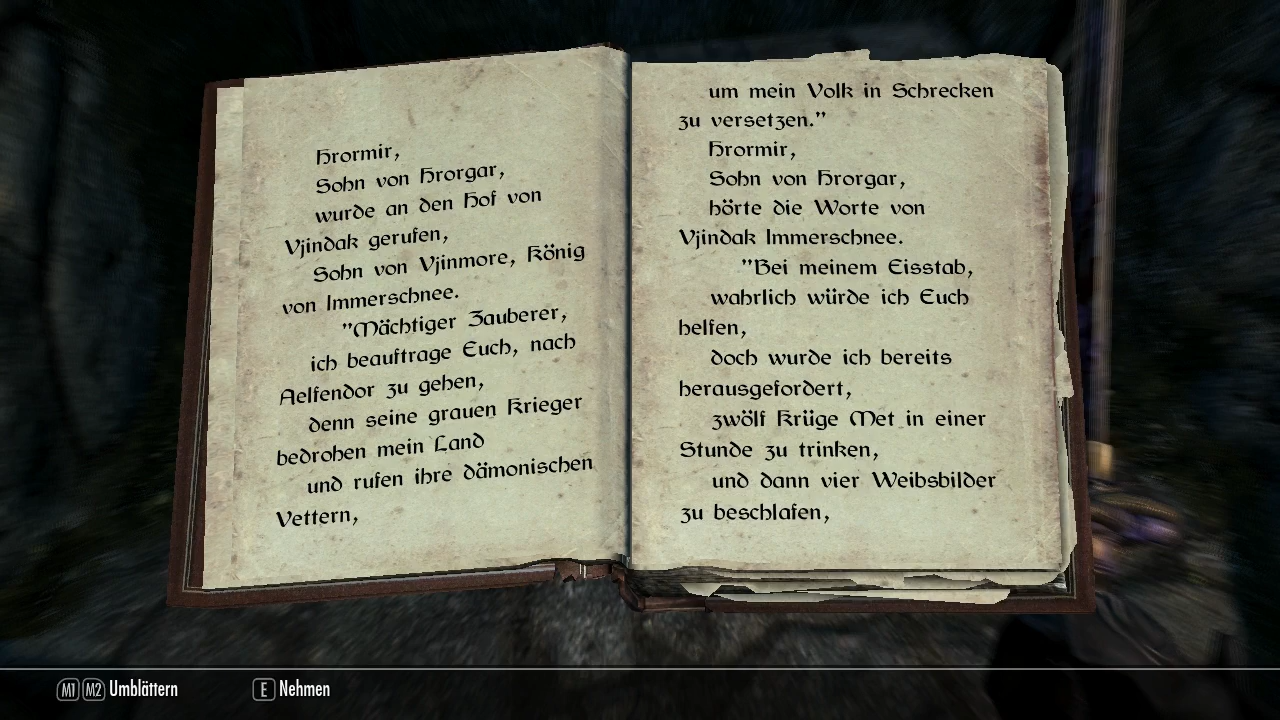 Hrormir,
Sohn von Hrorgar,
wurde an den Hof von
Vjindak gerufen,
Sohn von Vjinmore, König
von Immerschnee.
"Mächtiger Zauberer,
ich beauftrage Euch, nach
Aelfendor zu gehen,
denn seine grauen Krieger
bedrohen mein Land
und rufen ihre dämonischen
Vettern,
um mein Volk in Schrecken
zu versetzen."
Hrormir,
Sohn von Hrorgar,
hörte die Worte von
Vjindak Immerschnee.
"Bei meinem Eisstab,
wahrlich würde ich Euch
helfen,
doch wurde ich bereits
herausgefordert,
zwölf Krüge Met in einer
Stunde zu trinken,
und dann vier Weibsbilder
zu beschlafen,
M1 M2 Umblättern
E Nehmen